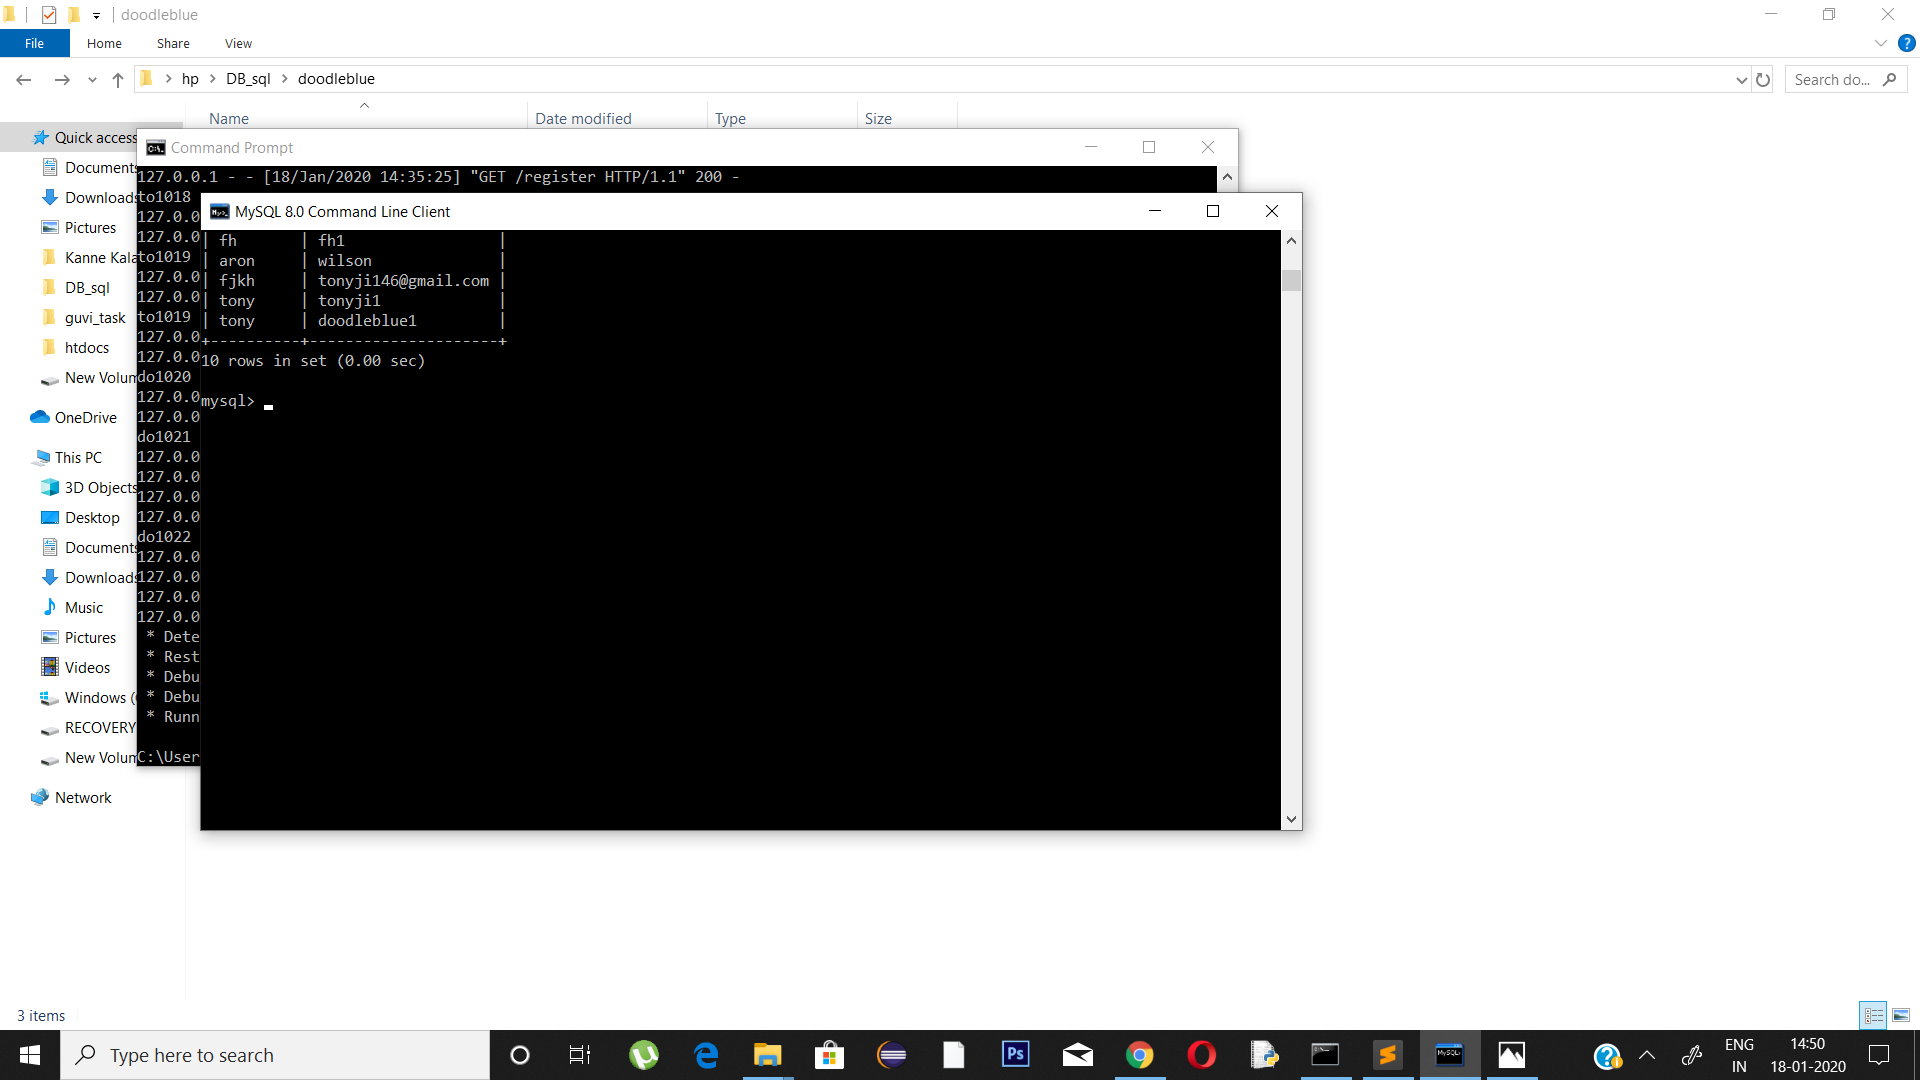 doodleblue
File Home Share View
hp DB_sql doodleblue
Search do...
Name Date modified Type Size
Quick access
Documents
Downloads
Pictures
Kanne Kala
DB_sql
guvi_task
htdocs
New Volum
OneDrive
This PC
3D Objects
Desktop
Documents
Downloads
Music
Pictures
Videos
Windows (
RECOVERY
New Volum
Network
3 items
Command Prompt
127.0.0.1 - - [18/Jan/2020 14:35:25] "GET /register HTTP/1.1" 200 -
to1018
127.0.0
127.0.0
to1019
127.0.0
127.0.0
to1019
127.0.0
127.0.0
do1020
127.0.0
127.0.0
do1021
127.0.0
127.0.0
127.0.0
127.0.0
do1022
127.0.0
127.0.0
127.0.0
127.0.0
* Dete
* Rest
* Debu
* Debu
* Runn
C:\User
MySQL 8.0 Command Line Client
| fh | fh1 |
| aron | wilson |
| fjkh | tonyji146@gmail.com |
| tony | tonyji1 |
| tony | doodleblue1 |
+----------+---------------------+
10 rows in set (0.00 sec)
mysql>
Type here to search
Ps
MySQL
ENG
IN
14:50
18-01-2020